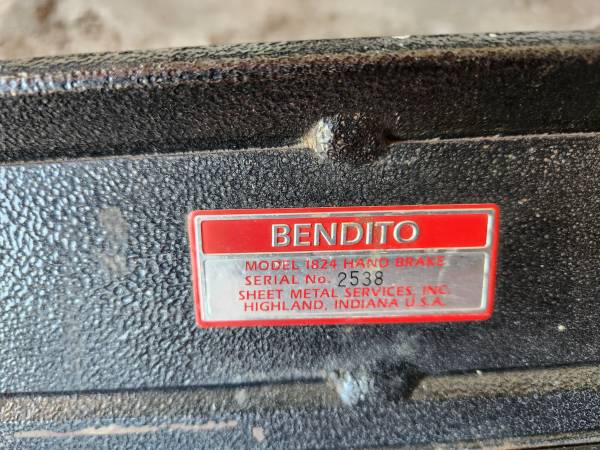 BENDITO
MODEL 1824 HAND BRAKE
SERIAL No. 2538
SHEET METAL SERVICES, INC.
HIGHLAND, INDIANA U.S.A.